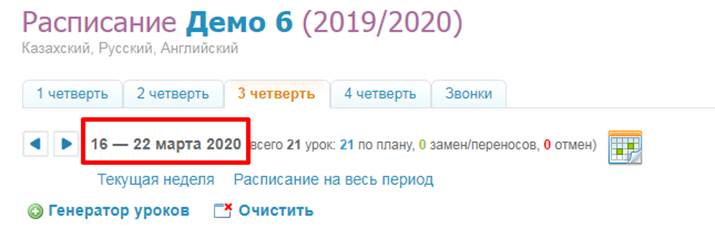 Расписание Демо 6 (2019/2020)
Казахский, Русский, Английский
1 четверть 2 четверть 3 четверть 4 четверть Звонки
16 — 22 марта 2020 всего 21 урок: 21 по плану, 0 замен/переносов, 0 отмен)
Текущая неделя Расписание на весь период
Генератор уроков Очистить